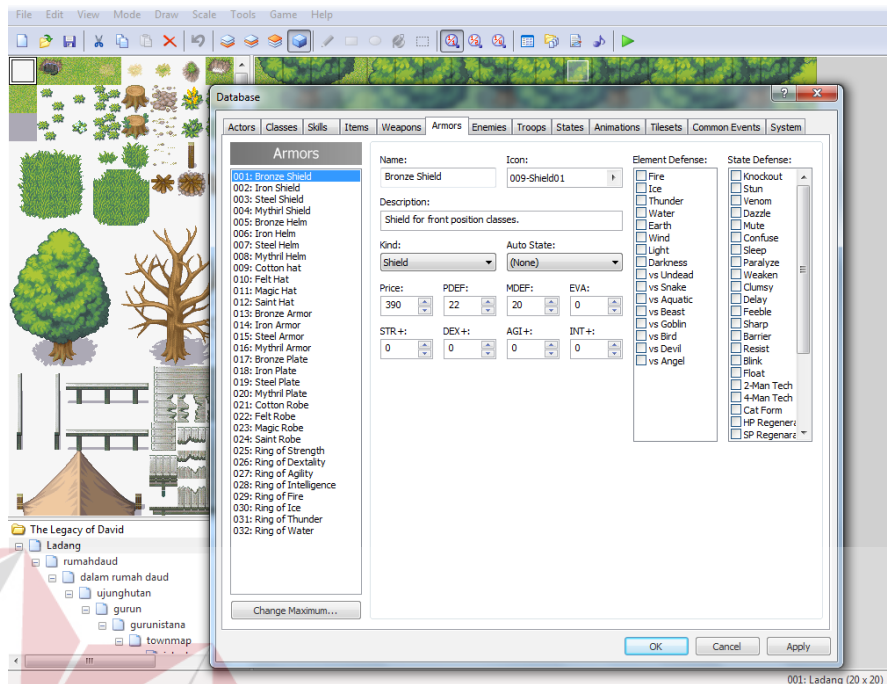 File Edit View Mode Draw Scale Tools Game Help
Database
Actors Classes Skills Items Weapons Armors Enemies Troops States Animations Tilesets Common Events System
Armors
001: Bronze Shield
002: Iron Shield
003: Steel Shield
004: Mythirl Shield
005: Bronze Helm
006: Iron Helm
007: Steel Helm
008: Mythril Helm
009: Cotton hat
010: Felt Hat
011: Magic Hat
012: Saint Hat
013: Bronze Armor
014: Iron Armor
015: Steel Armor
016: Mythril Armor
017: Bronze Plate
018: Iron Plate
019: Steel Plate
020: Mythril Plate
021: Cotton Robe
022: Felt Robe
023: Magic Robe
024: Saint Robe
025: Ring of Strength
026: Ring of Dextality
027: Ring of Agility
028: Ring of Intelligence
029: Ring of Fire
030: Ring of Ice
031: Ring of Thunder
032: Ring of Water
Change Maximum...
Name: Icon:
Bronze Shield 009-Shield01
Description:
Shield for front position classes.
Kind: Auto State:
Shield (None)
Price: PDEF: MDEF: EVA:
390 22 20 0
STR+: DEX+: AGI+: INT+:
0 0 0 0
Element Defense:
Fire
Ice
Thunder
Water
Earth
Wind
Light
Darkness
vs Undead
vs Snake
vs Aquatic
vs Beast
vs Goblin
vs Bird
vs Devil
vs Angel
State Defense:
Knockout
Stun
Venom
Dazzle
Mute
Confuse
Sleep
Paralyze
Weaken
Clumsy
Delay
Feeble
Sharp
Barrier
Resist
Blink
Float
2-Man Tech
4-Man Tech
Cat Form
HP Regenera
SP Regenara
OK Cancel Apply
The Legacy of David
Ladang
rumahdaud
dalam rumah daud
ujunghutan
gurun
gurunistana
townmap
001: Ladang (20 x 20)